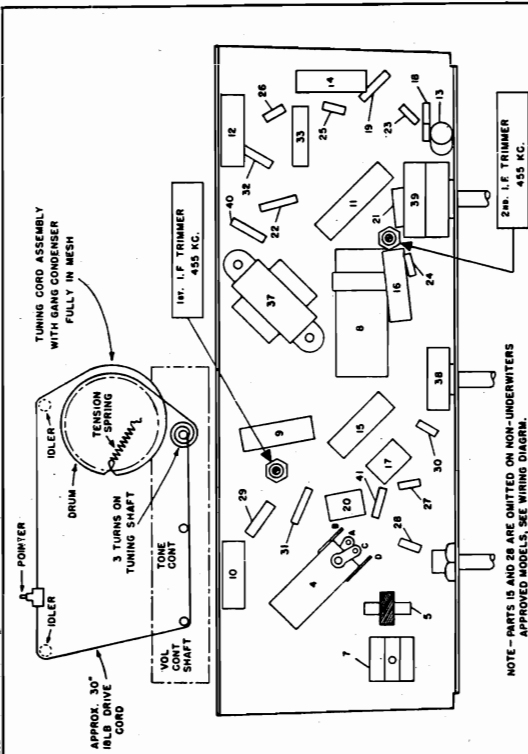 POINTER
IDLER
IDLER
TUNING CORD ASSEMBLY
WITH GANG CONDENSER
FULLY IN MESH
TENSION
SPRING
DRUM
3 TURNS ON
TUNING SHAFT
TONE
CONT
VOL
CONT
SHAFT
APPROX. 30"
18LB DRIVE
CORD
1ST. I.F TRIMMER
455 KC.
2ND. I.F TRIMMER
455 KC.
10
29
9
31
4
B
A
C
D
20
41
17
15
28
27
30
5
7
12
26
32
33
14
25
19
18
23
13
40
22
11
37
8
16
21
39
24
38
NOTE-PARTS 15 AND 28 ARE OMITTED ON NON-UNDERWITERS
APPROVED MODELS, SEE WIRING DIAGRM.